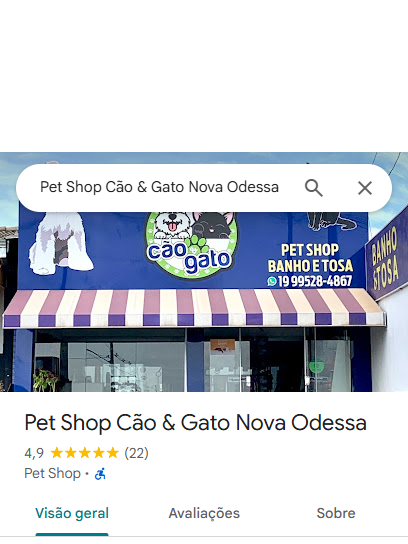 Pet Shop Cão & Gato Nova Odessa
cão
gato
PET SHOP
BANHO E TOSA
19 99528-4867
BANHO
& TOSA
Pet Shop Cão & Gato Nova Odessa
4,9 (22)
Pet Shop ·
Visão geral
Avaliações
Sobre